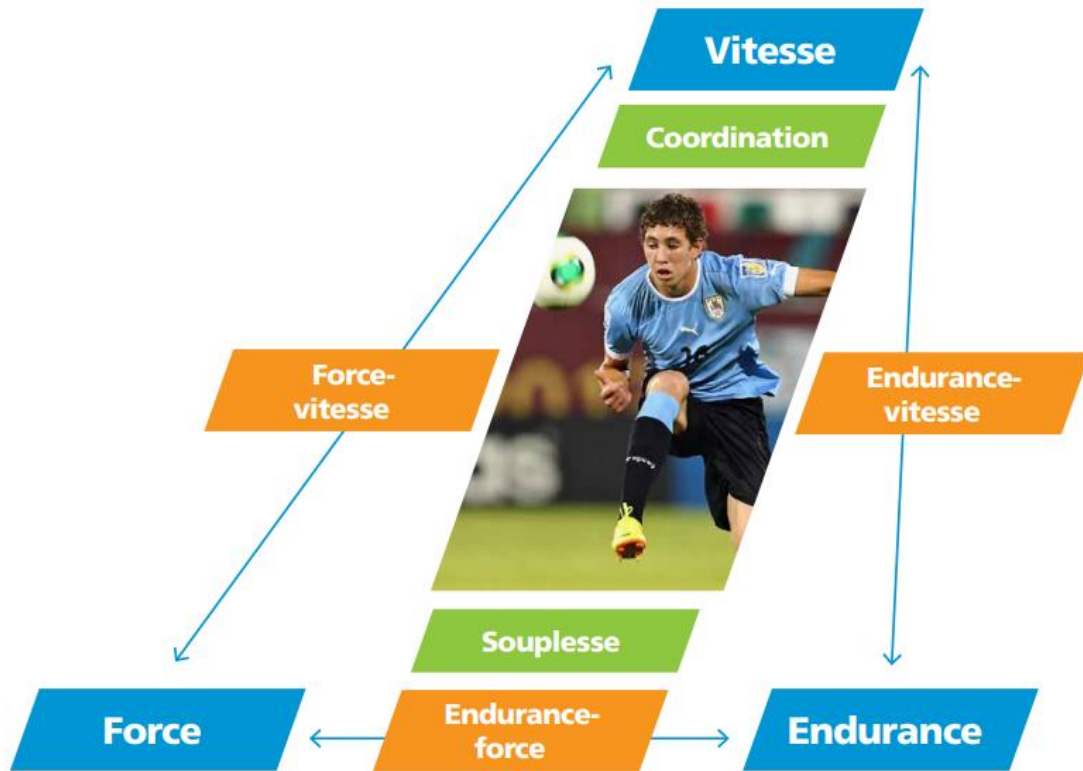 Vitesse
Coordination
Force-
vitesse
Endurance-
vitesse
Souplesse
Force
Endurance-
force
Endurance